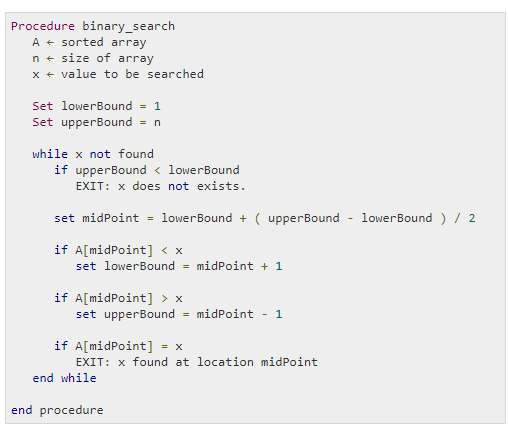 Procedure binary_search
A ← sorted array
n ← size of array
x ← value to be searched
Set lowerBound = 1
Set upperBound = n
while x not found
if upperBound < lowerBound
EXIT: x does not exists.
set midPoint = lowerBound + ( upperBound - lowerBound ) / 2
if A[midPoint] < x
set lowerBound = midPoint + 1
if A[midPoint] > x
set upperBound = midPoint - 1
if A[midPoint] = x
EXIT: x found at location midPoint
end while
end procedure